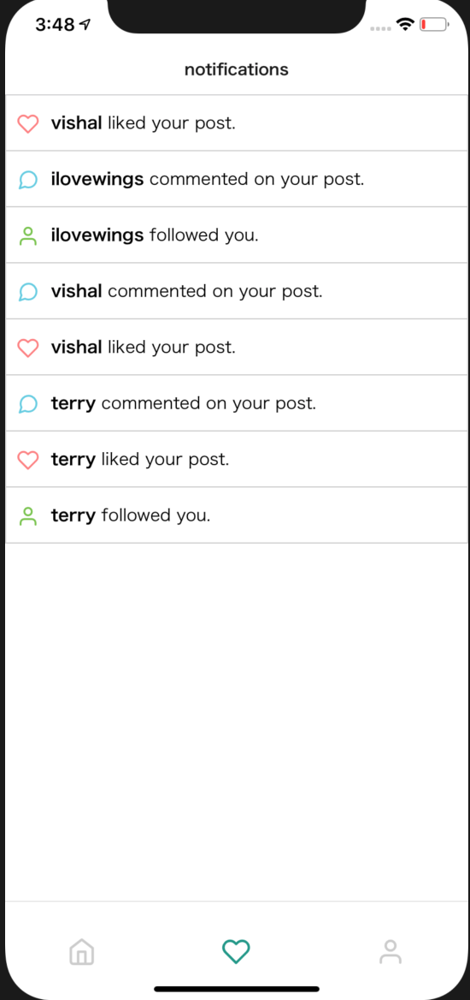 3:48
notifications
vishal liked your post.
ilovewings commented on your post.
ilovewings followed you.
vishal commented on your post.
vishal liked your post.
terry commented on your post.
terry liked your post.
terry followed you.